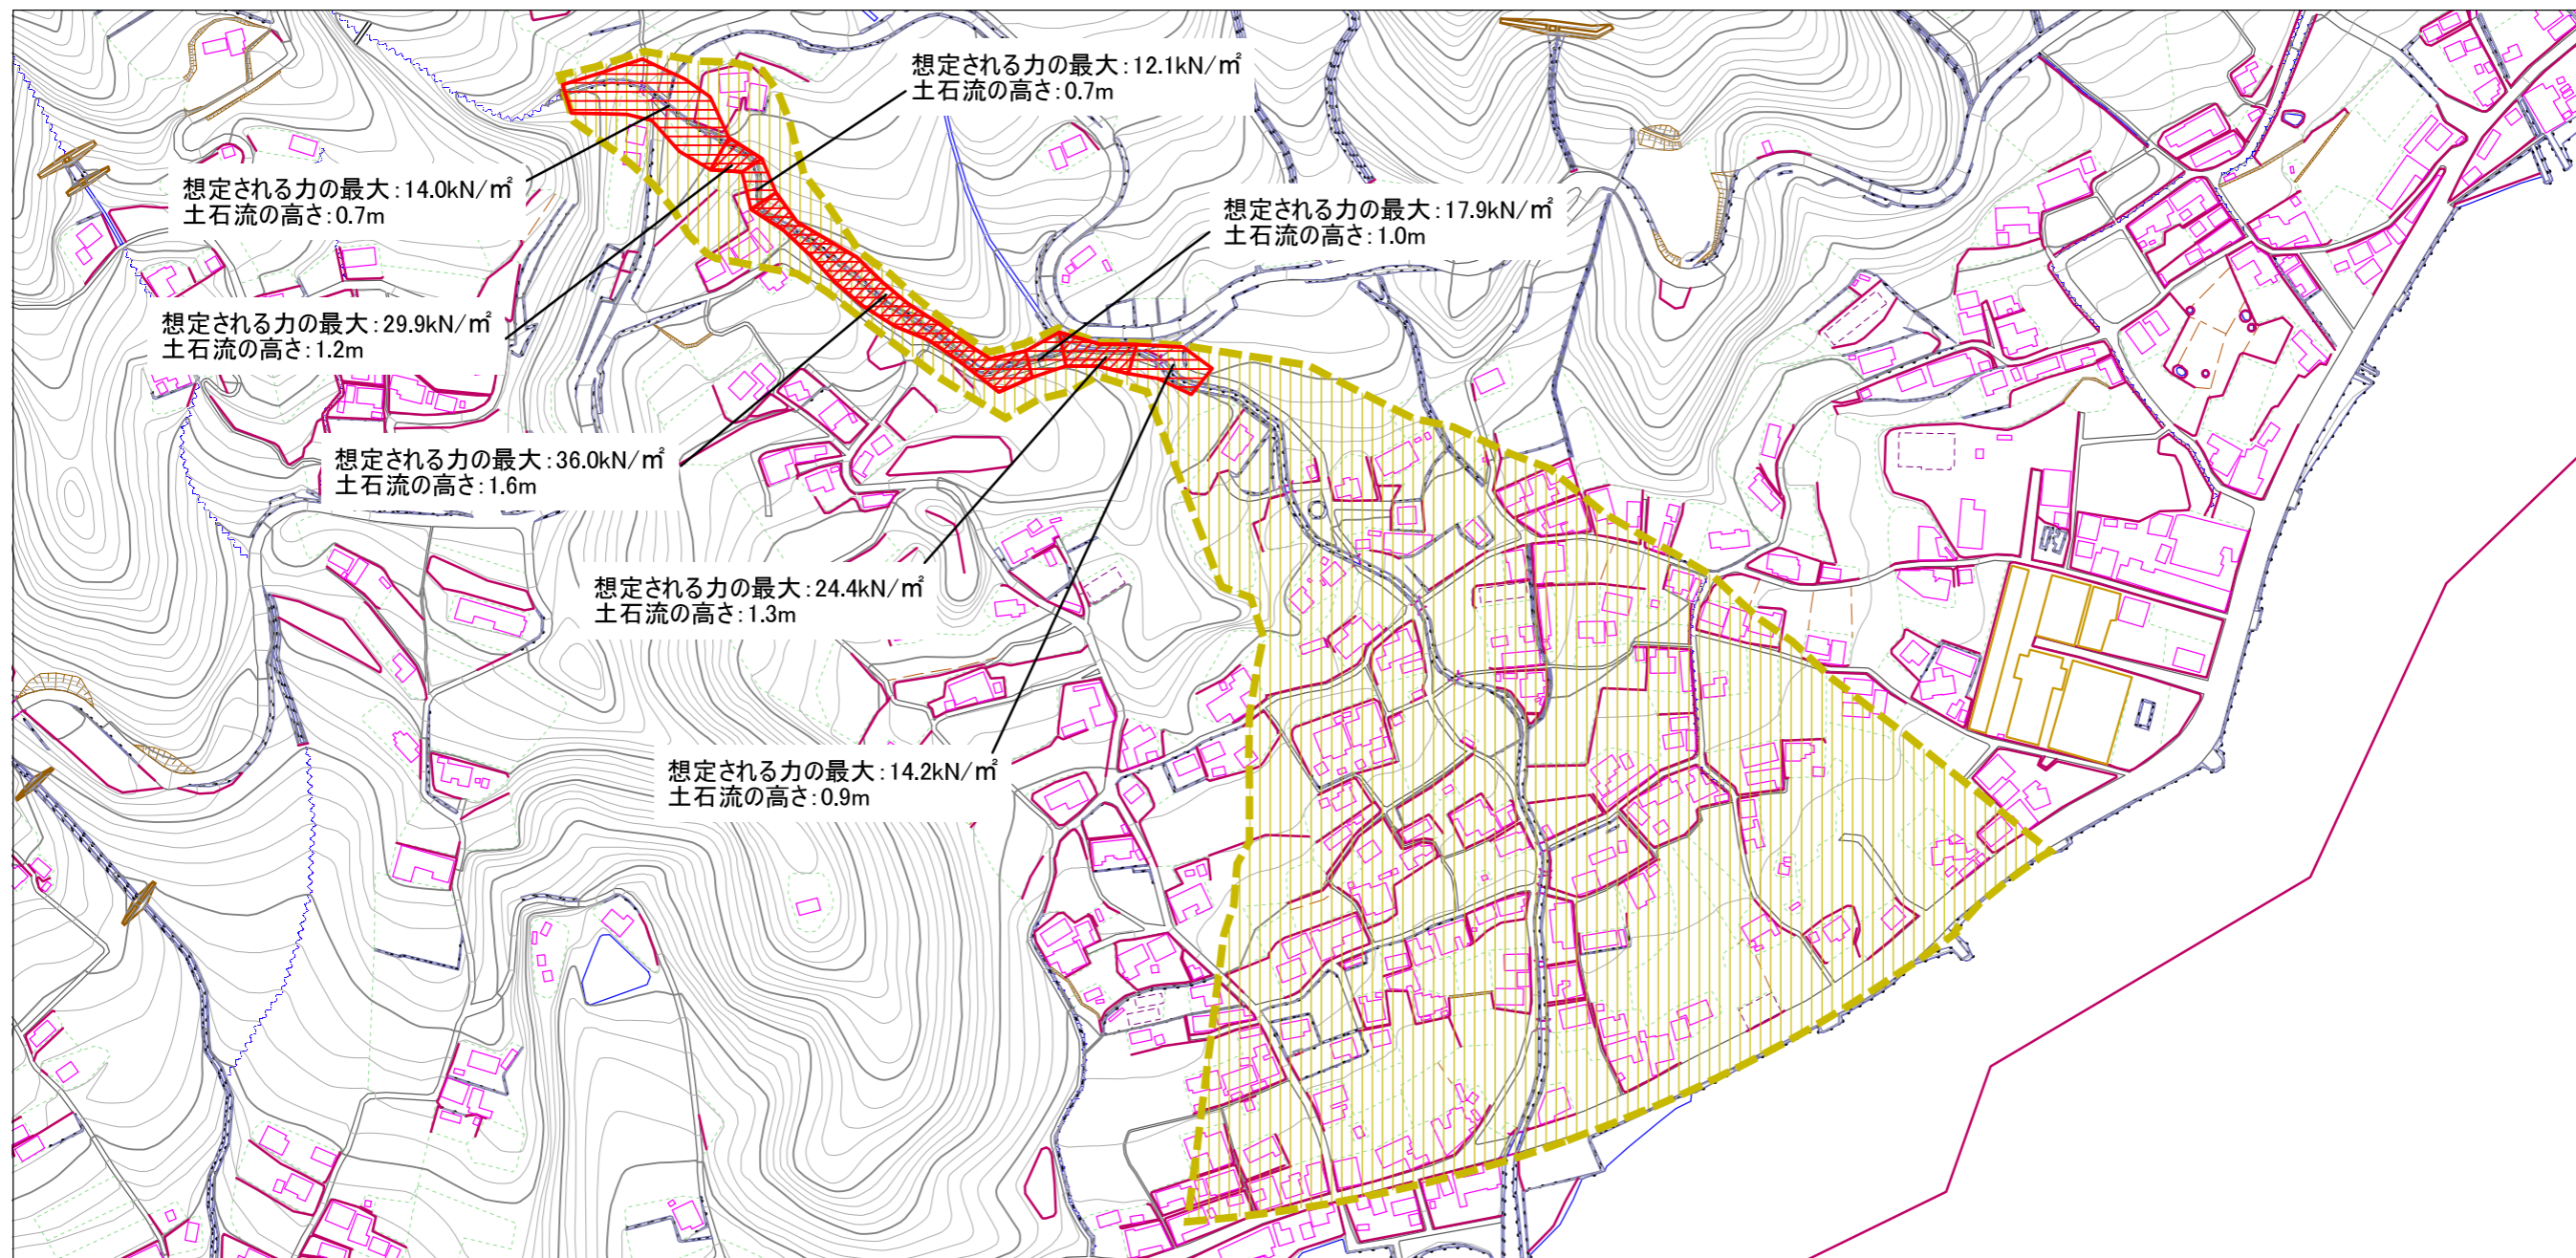 想定される力の最大:12.1kN/㎡
土石流の高さ:0.7m
想定される力の最大:14.0kN/㎡
土石流の高さ:0.7m
想定される力の最大:17.9kN/㎡
土石流の高さ:1.0m
想定される力の最大:29.9kN/㎡
土石流の高さ:1.2m
想定される力の最大:36.0kN/㎡
土石流の高さ:1.6m
想定される力の最大:24.4kN/㎡
土石流の高さ:1.3m
想定される力の最大:14.2kN/㎡
土石流の高さ:0.9m